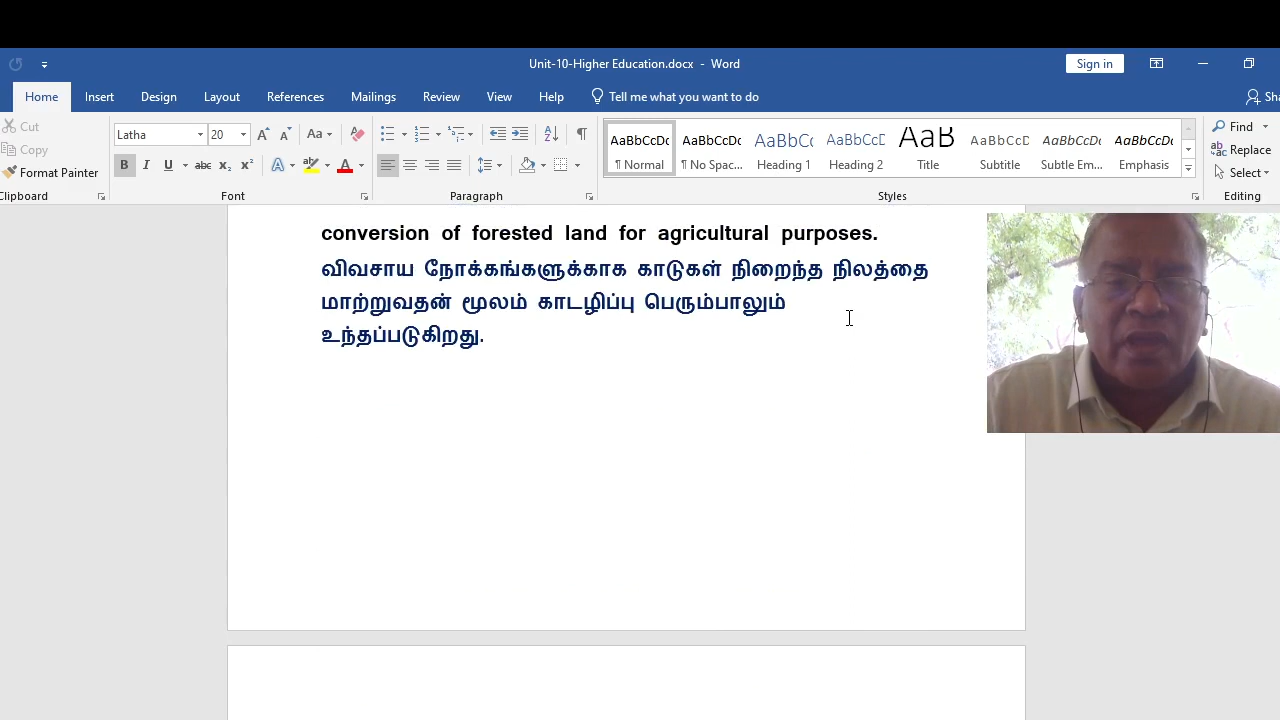 Unit-10-Higher Education.docx - Word
Sign in
Home Insert Design Layout References Mailings Review View Help Tell me what you want to do
Cut
Copy
Format Painter
Clipboard
Latha 20
Font
Paragraph
AaBbCcDc ¶ Normal
AaBbCcDc ¶ No Spac...
AaBbC( Heading 1
AaBbCcD Heading 2
AaB Title
AaBbCcD Subtitle
AaBbCcDc Subtle Em...
AaBbCcDc Emphasis
Styles
Find
Replace
Select
Editing
conversion of forested land for agricultural purposes.
விவசாய நோக்கங்களுக்காக காடுகள் நிறைந்த நிலத்தை
மாற்றுவதன் மூலம் காடழிப்பு பெரும்பாலும்
உந்தப்படுகிறது.